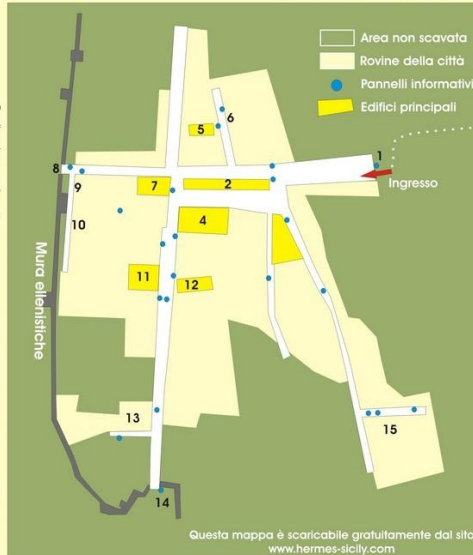 Area non scavata
Rovine della città
Pannelli informativi
Edifici principali
1
Ingresso
2
4
5
6
7
8
9
10
11
12
13
14
15
Mura ellenistiche
Questa mappa è scaricabile gratuitamente dal sito
www.hermes-sicily.com